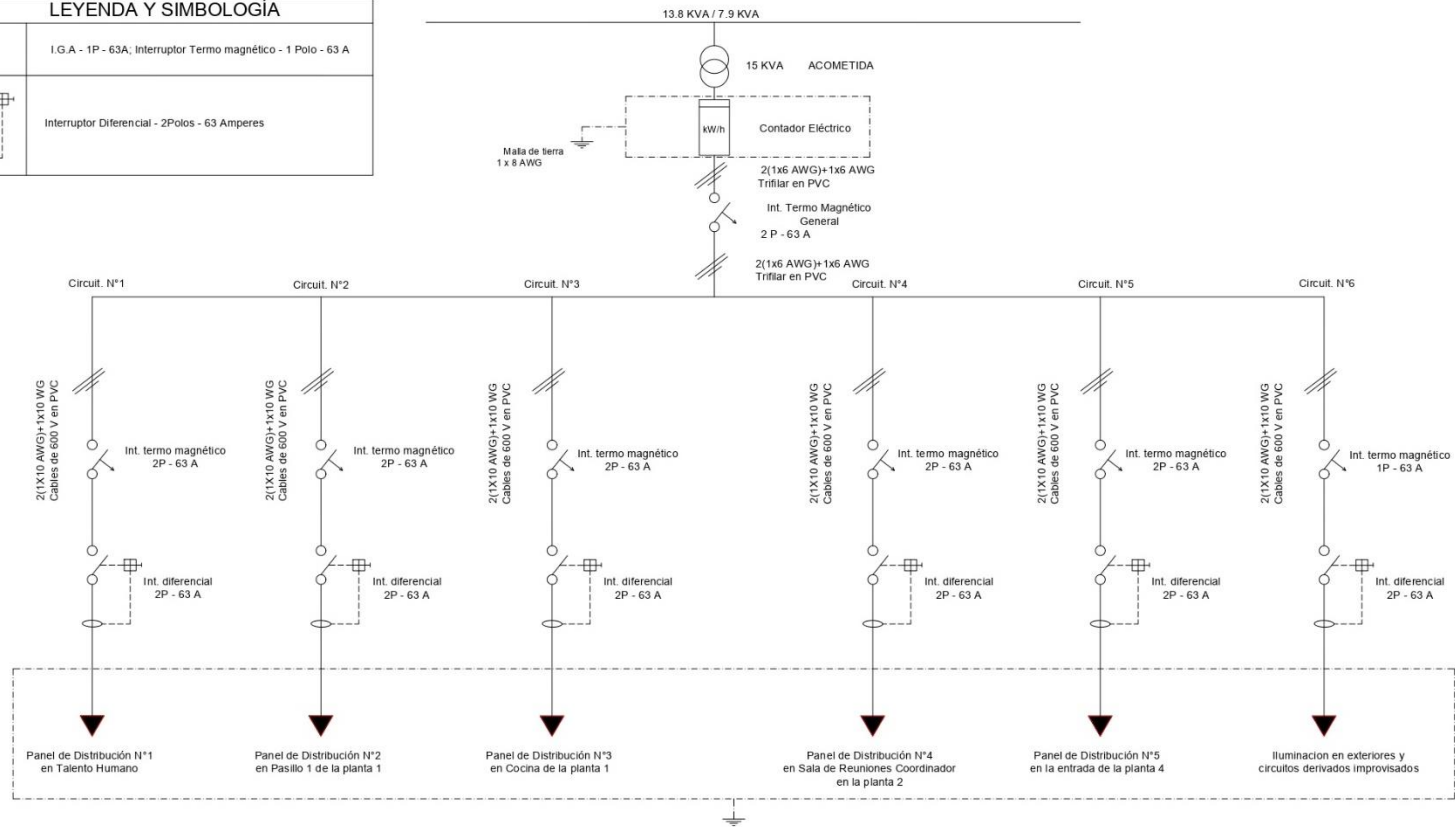 LEYENDA Y SIMBOLOGÍA
I.G.A - 1P - 63A; Interruptor Termo magnético - 1 Polo - 63 A
Interruptor Diferencial - 2Polos - 63 Amperes
13.8 KVA / 7.9 KVA
15 KVA ACOMETIDA
kW/h
Contador Eléctrico
Malla de tierra
1 x 8 AWG
2(1x6 AWG)+1x6 AWG
Trifilar en PVC
Int. Termo Magnético
General
2 P - 63 A
2(1x6 AWG)+1x6 AWG
Trifilar en PVC
Circuit. N°1
Circuit. N°2
Circuit. N°3
Circuit. N°4
Circuit. N°5
Circuit. N°6
2(1X10 AWG)+1x10 WG
Cables de 600 V en PVC
2(1X10 AWG)+1x10 WG
Cables de 600 V en PVC
2(1X10 AWG)+1x10 WG
Cables de 600 V en PVC
2(1X10 AWG)+1x10 WG
Cables de 600 V en PVC
2(1X10 AWG)+1x10 WG
Cables de 600 V en PVC
2(1X10 AWG)+1x10 WG
Cables de 600 V en PVC
Int. termo magnético
2P - 63 A
Int. termo magnético
2P - 63 A
Int. termo magnético
2P - 63 A
Int. termo magnético
2P - 63 A
Int. termo magnético
2P - 63 A
Int. termo magnético
1P - 63 A
Int. diferencial
2P - 63 A
Int. diferencial
2P - 63 A
Int. diferencial
2P - 63 A
Int. diferencial
2P - 63 A
Int. diferencial
2P - 63 A
Int. diferencial
2P - 63 A
Panel de Distribución N°1
en Talento Humano
Panel de Distribución N°2
en Pasillo 1 de la planta 1
Panel de Distribución N°3
en Cocina de la planta 1
Panel de Distribución N°4
en Sala de Reuniones Coordinador
en la planta 2
Panel de Distribución N°5
en la entrada de la planta 4
Iluminacion en exteriores y
circuitos derivados improvisados